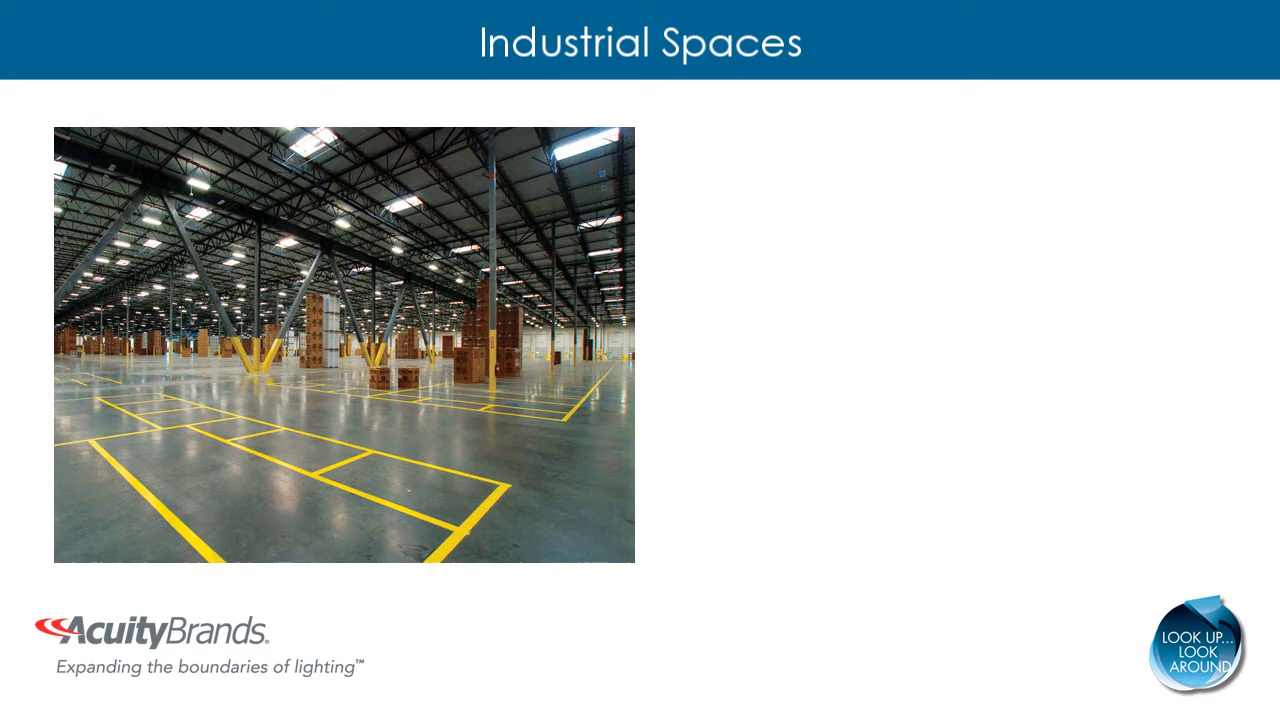 Industrial Spaces
AcuityBrands.
Expanding the boundaries of lighting™
LOOK UP...
LOOK
AROUND